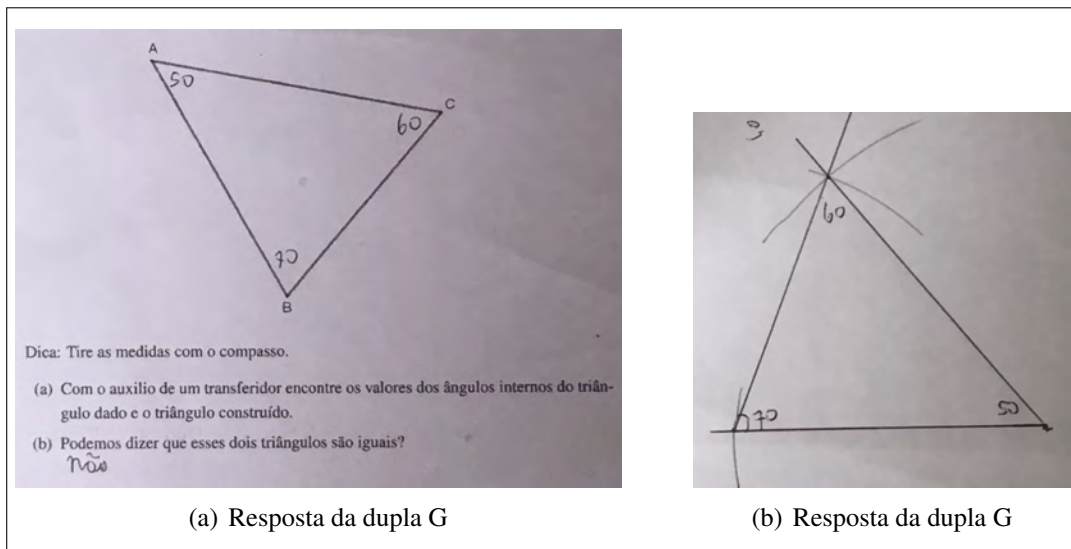 A
50
C
60
70
B
Dica: Tire as medidas com o compasso.
(a) Com o auxilio de um transferidor encontre os valores dos ângulos internos do triân-
gulo dado e o triângulo construído.
(b) Podemos dizer que esses dois triângulos são iguais?
não
(a) Resposta da dupla G
60
70
50
(b) Resposta da dupla G